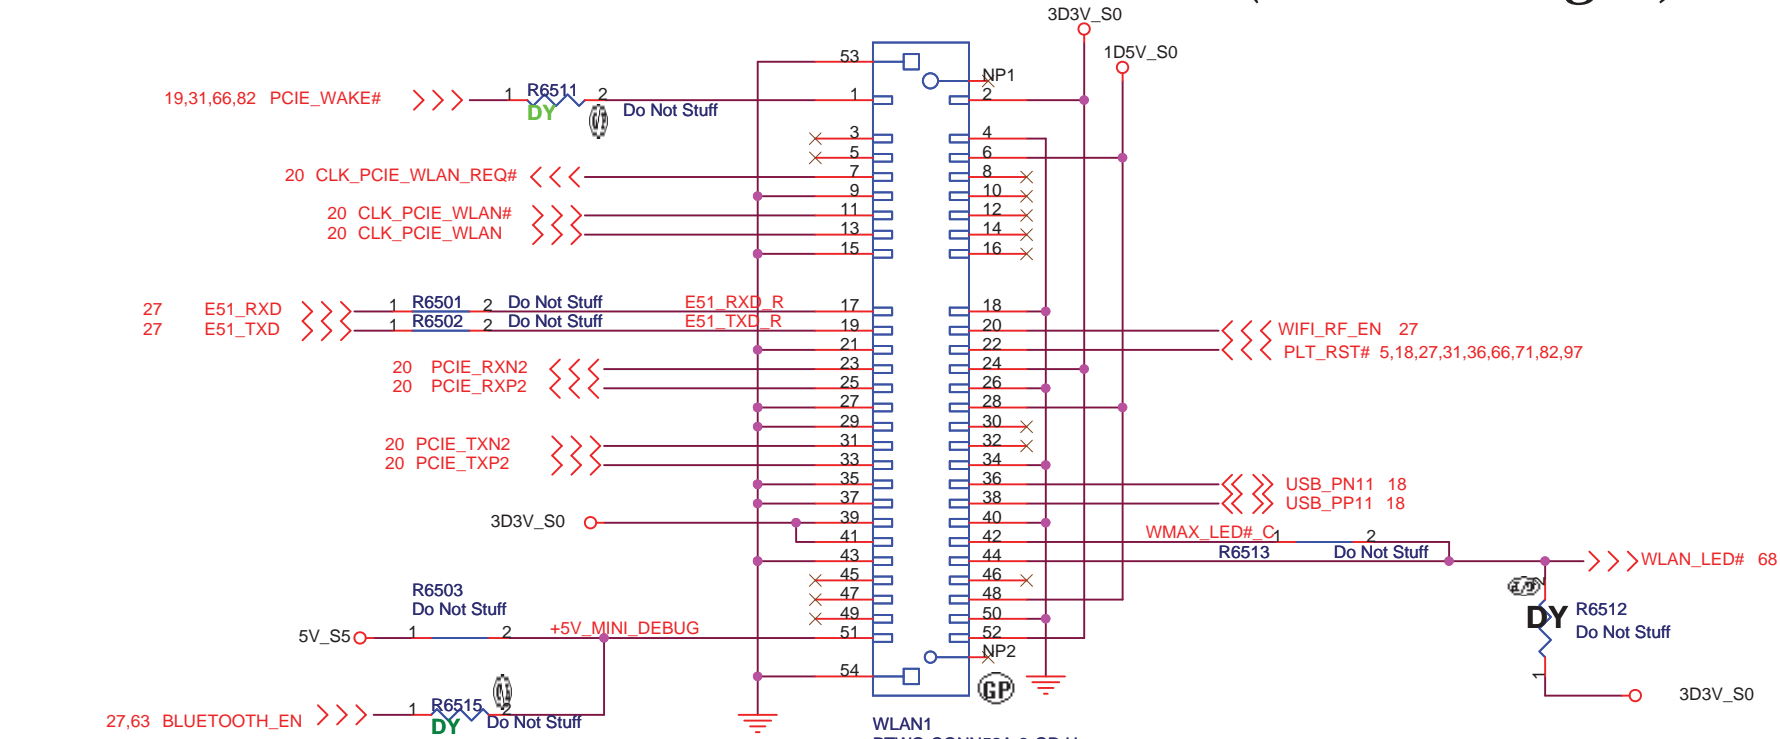 3D3V_S0
1D5V_S0
53
NP1
19,31,66,82 PCIE_WAKE# 1 R6511 2 Do Not Stuff 1 2
DY
3 4
5 6
20 CLK_PCIE_WLAN_REQ# 7 8
9 10
20 CLK_PCIE_WLAN# 11 12
20 CLK_PCIE_WLAN 13 14
15 16
27 E51_RXD 1 R6501 2 Do Not Stuff E51_RXD_R 17 18
27 E51_TXD 1 R6502 2 Do Not Stuff E51_TXD_R 19 20 WIFI_RF_EN 27
21 22 PLT_RST# 5,18,27,31,36,66,71,82,97
20 PCIE_RXN2 23 24
20 PCIE_RXP2 25 26
27 28
29 30
20 PCIE_TXN2 31 32
20 PCIE_TXP2 33 34
35 36 USB_PN11 18
37 38 USB_PP11 18
3D3V_S0 39 40
41 42 WMAX_LED#_C 1 2
R6513 Do Not Stuff
43 44 WLAN_LED# 68
45 46 2
R6503
Do Not Stuff
47 48
49 50
DY R6512
Do Not Stuff
5V_S5 1 2 +5V_MINI_DEBUG 51 52
NP2
54 1
GP
3D3V_S0
27,63 BLUETOOTH_EN 1 R6515 2 Do Not Stuff
DY
WLAN1